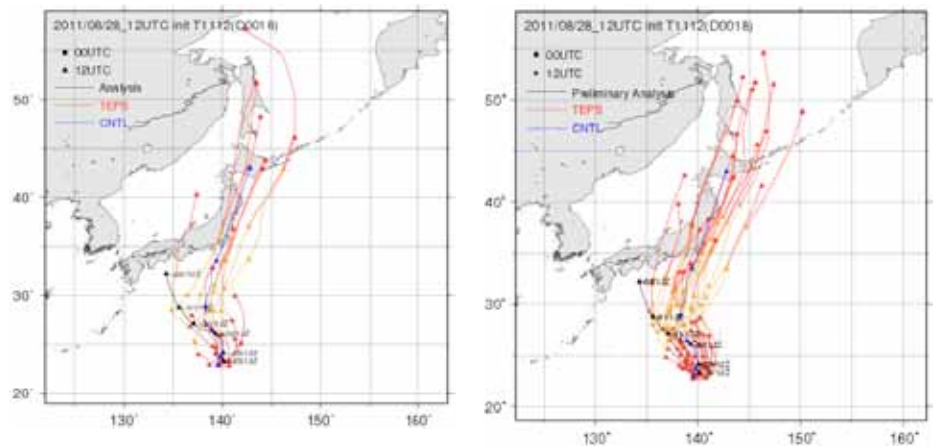 2011/08/28_12UTC init T1112(D0018)
00UTC
12UTC
Analysis
TEPS
CNTL
50°
40°
30°
20°
130°
140°
150°
160°
2011/08/28_12UTC init T1112(D0018)
00UTC
12UTC
Preliminary Analysis
TEPS
CNTL
50°
40°
30°
20°
130°
140°
150°
160°